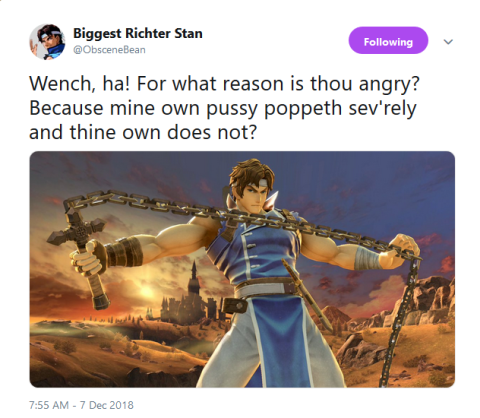 Biggest Richter Stan
@ObsceneBean
Following
Wench, ha! For what reason is thou angry?
Because mine own pussy poppeth sev'rely
and thine own does not?
7:55 AM - 7 Dec 2018